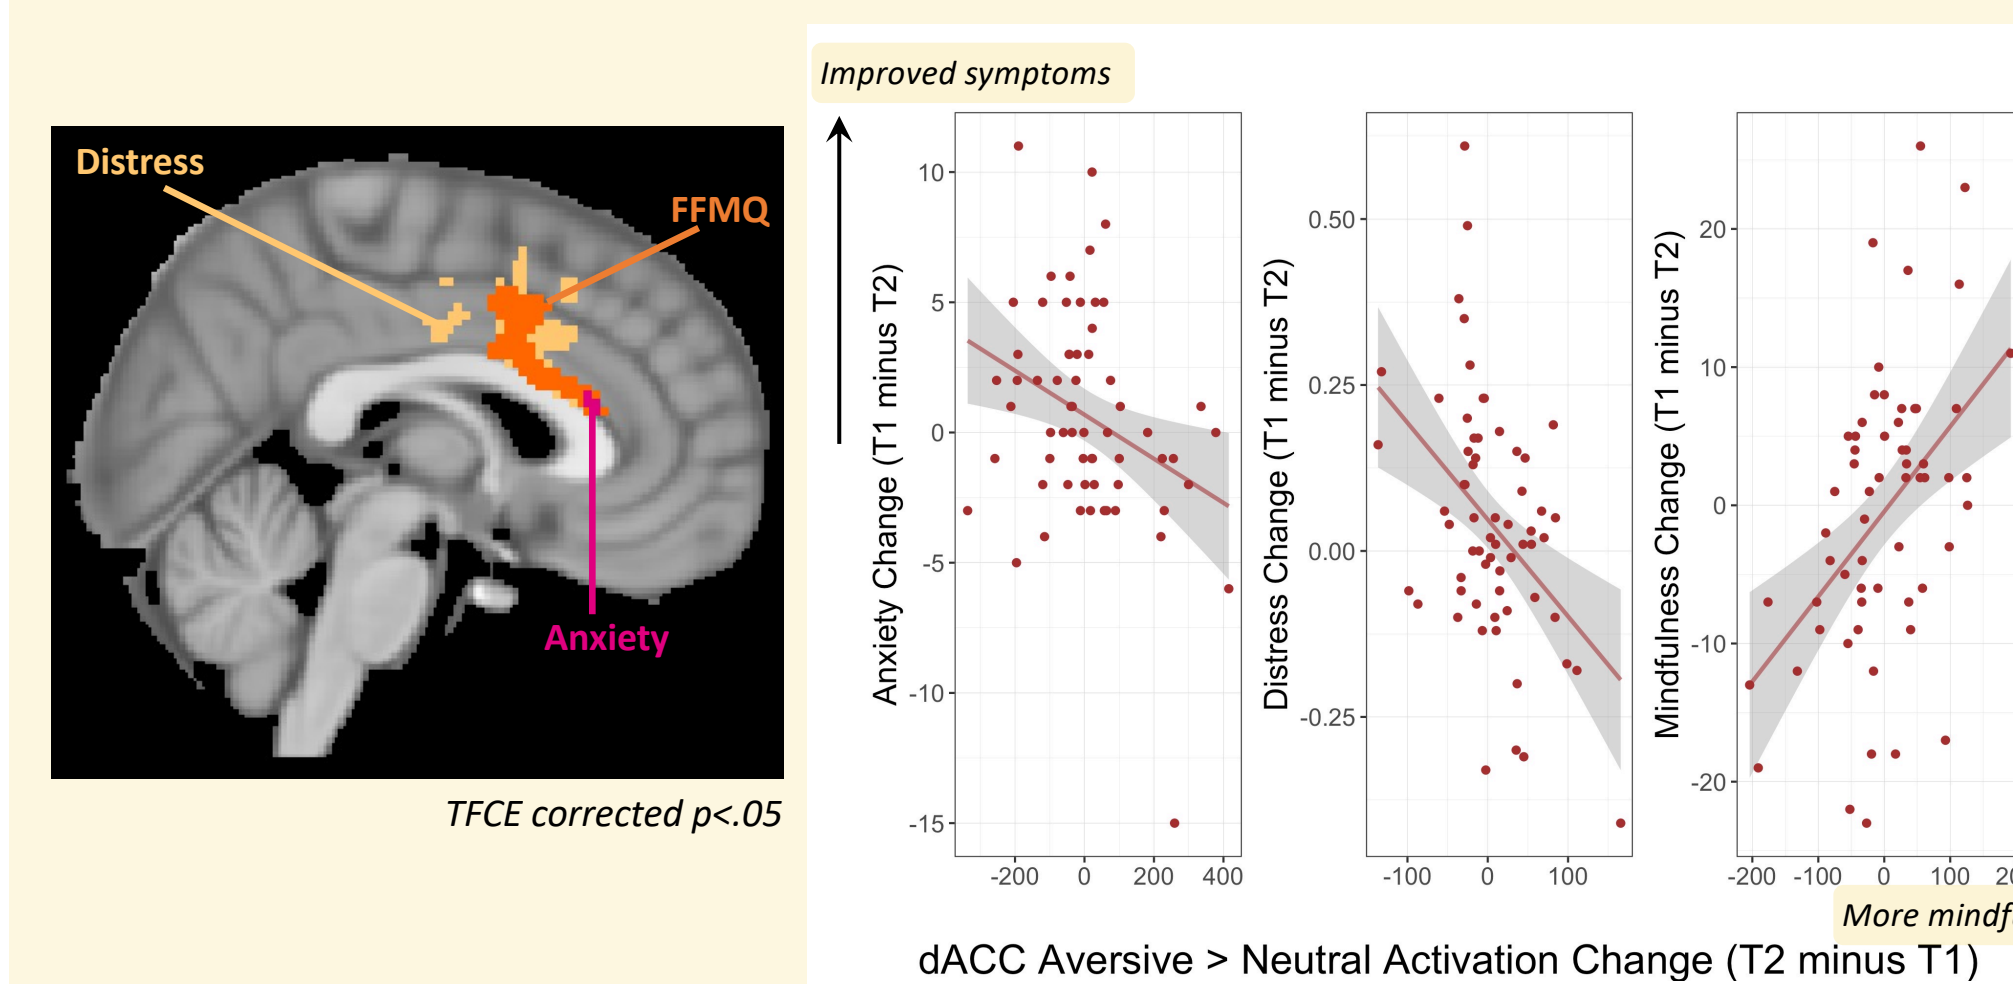 Improved symptoms
Distress
FFMQ
Anxiety
TFCE corrected p<.05
Anxiety Change (T1 minus T2)
10
5
0
-5
-10
-15
-200 0 200 400
Distress Change (T1 minus T2)
0.50
0.25
0.00
-0.25
-100 0 100
Mindfulness Change (T1 minus T2)
20
10
0
-10
-20
-200 -100 0 100
More
dACC Aversive > Neutral Activation Change (T2 minus T1)